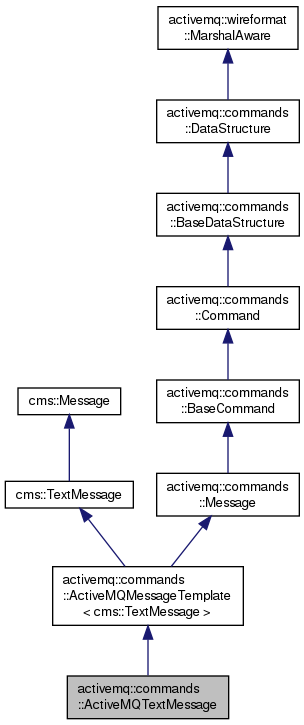 activemq::wireformat
::MarshalAware
activemq::commands
::DataStructure
activemq::commands
::BaseDataStructure
activemq::commands
::Command
activemq::commands
::BaseCommand
cms::Message
activemq::commands
::Message
cms::TextMessage
activemq::commands
::ActiveMQMessageTemplate
< cms::TextMessage >
activemq::commands
::ActiveMQTextMessage